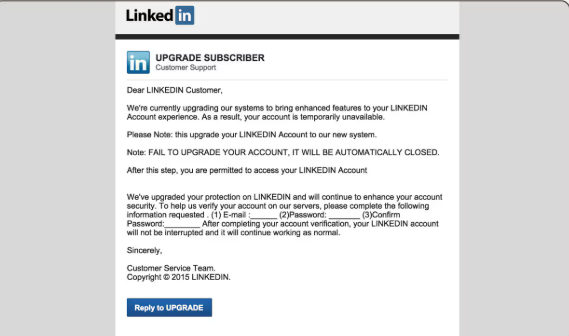 Linked in
in UPGRADE SUBSCRIBER
Customer Support
Dear LINKEDIN Customer,
We're currently upgrading our systems to bring enhanced features to your LINKEDIN
Account experience. As a result, your account is temporarily unavailable.
Please Note: this upgrade your LINKEDIN Account to our new system.
Note: FAIL TO UPGRADE YOUR ACCOUNT, IT WILL BE AUTOMATICALLY CLOSED.
After this step, you are permitted to access your LINKEDIN Account
We've upgraded your protection on LINKEDIN and will continue to enhance your account
security. To help us verify your account on our servers, please complete the following
information requested . (1) E-mail :______ (2)Password: _______ (3)Confirm
Password:________ After completing your account verification, your LINKEDIN account
will not be interrupted and it will continue working as normal.
Sincerely,
Customer Service Team.
Copyright © 2015 LINKEDIN.
Reply to UPGRADE